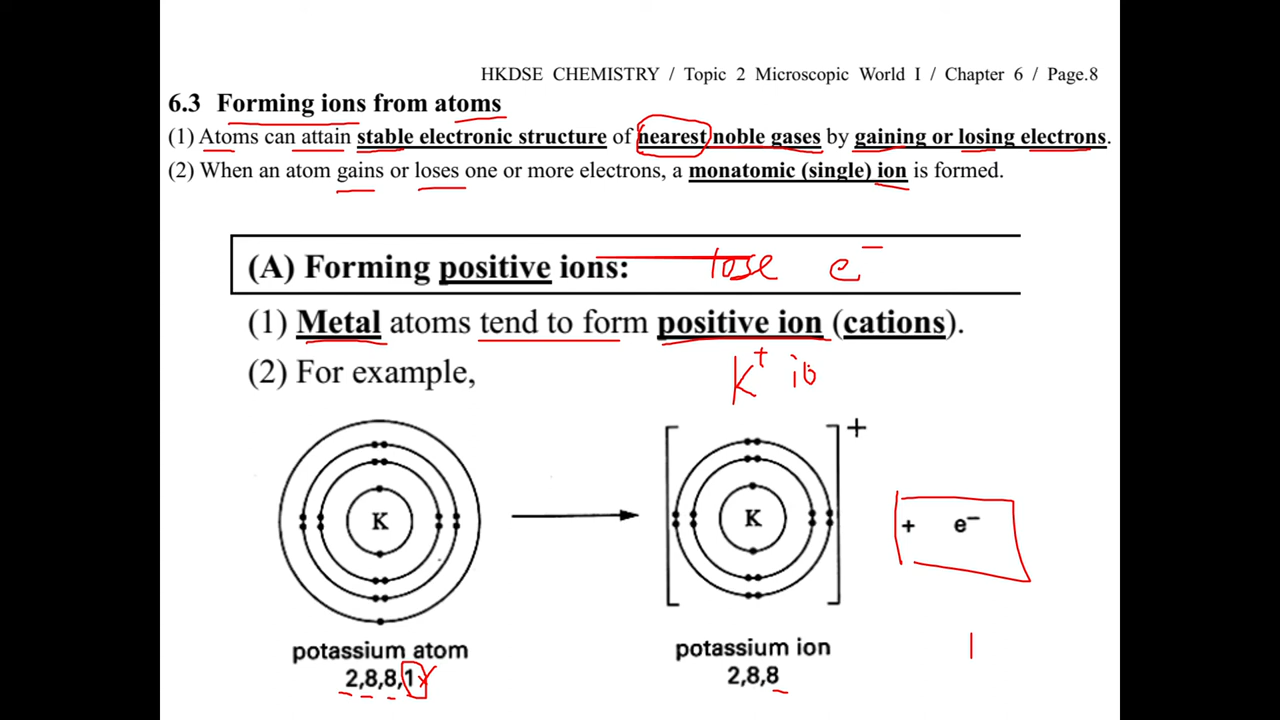 HKDSE CHEMISTRY / Topic 2 Microscopic World I / Chapter 6 / Page.8
6.3 Forming ions from atoms
(1) Atoms can attain stable electronic structure of nearest noble gases by gaining or losing electrons.
(2) When an atom gains or loses one or more electrons, a monatomic (single) ion is formed.
(A) Forming positive ions: lose e⁻
(1) Metal atoms tend to form positive ion (cations).
(2) For example,
K⁺ io
+
K
K
+ e⁻
potassium atom
potassium ion
2,8,8,1
2,8,8